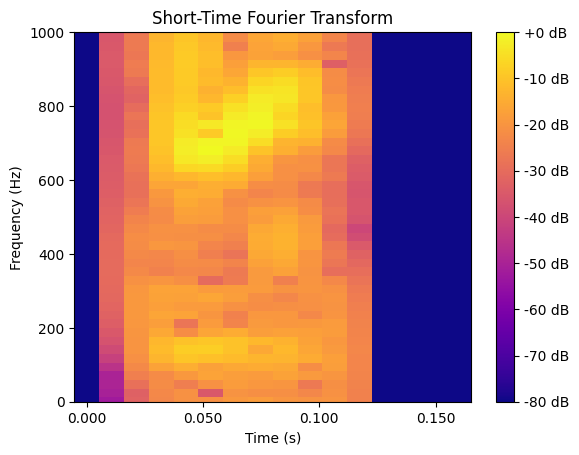 Short-Time Fourier Transform
1000
800
600
400
200
0
Frequency (Hz)
0.000
0.050
0.100
0.150
Time (s)
+0 dB
-10 dB
-20 dB
-30 dB
-40 dB
-50 dB
-60 dB
-70 dB
-80 dB